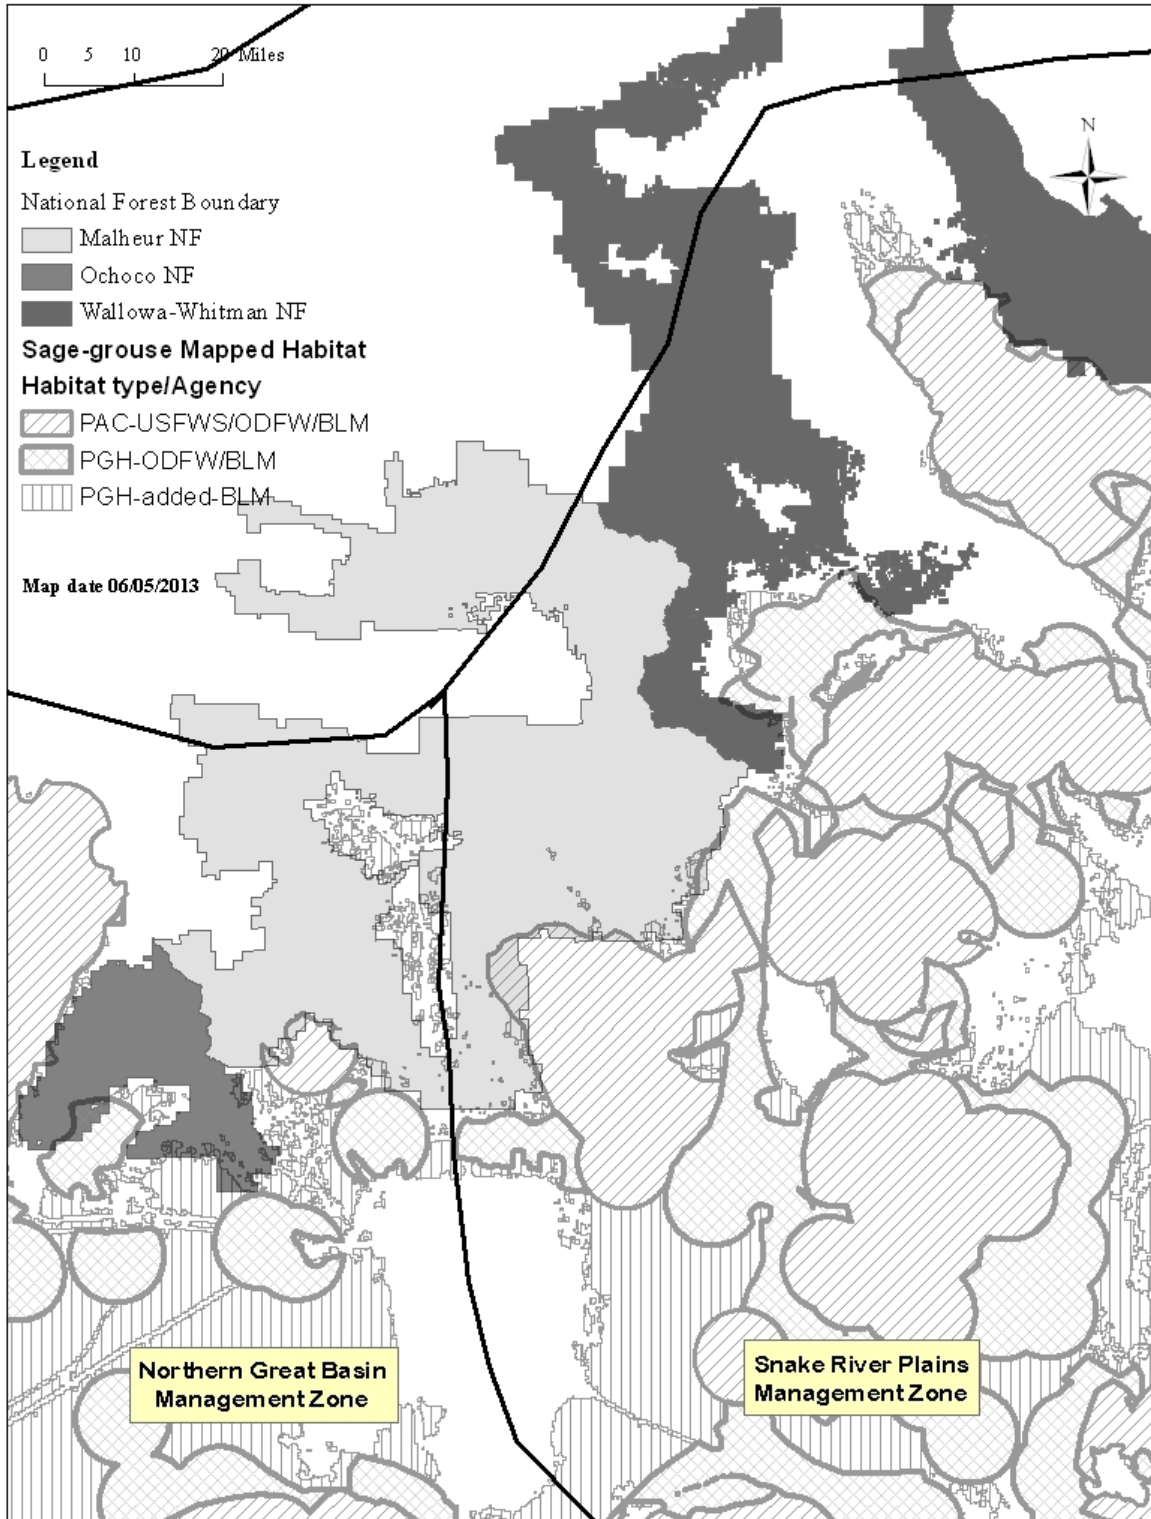 0 5 10 20 Miles
N
Legend
National Forest Boundary
Malheur NF
Ochoco NF
Wallowa-Whitman NF
Sage-grouse Mapped Habitat
Habitat type/Agency
PAC-USFWS/ODFW/BLM
PGH-ODFW/BLM
PGH-added-BLM
Map date 06/05/2013
Northern Great Basin
Management Zone
Snake River Plains
Management Zone